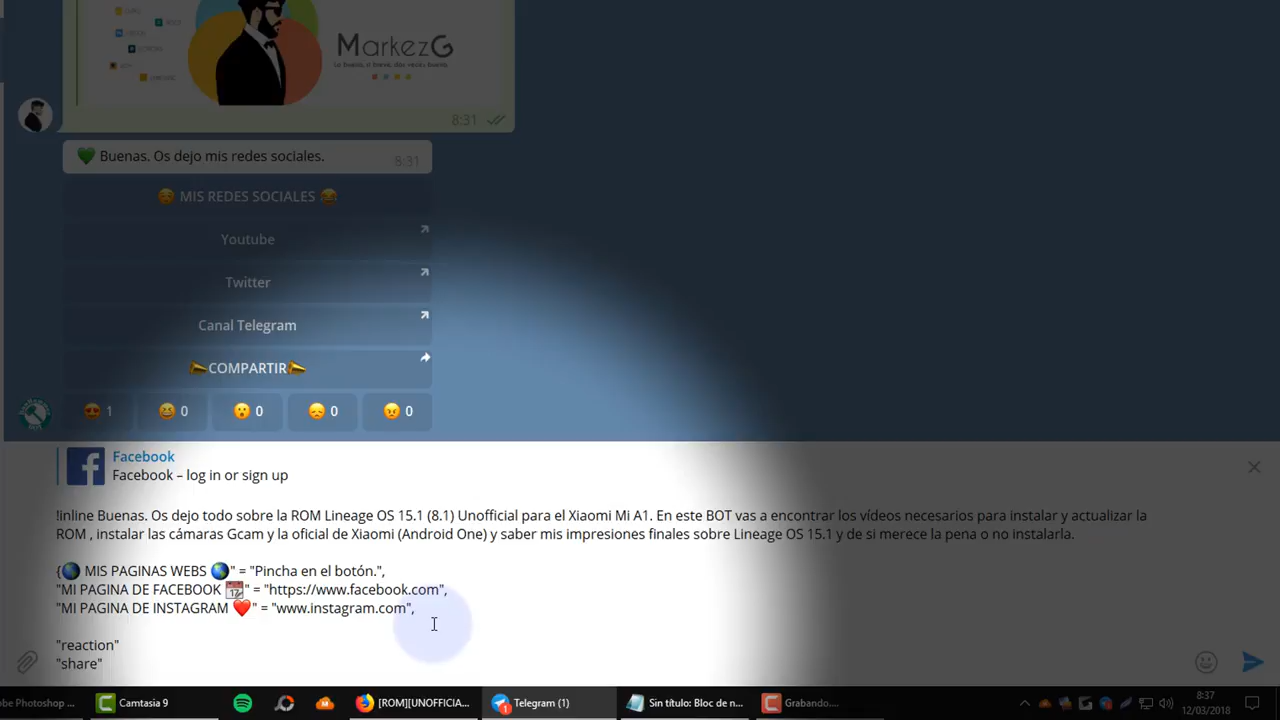 MarkezG
8:31
💚 Buenas. Os dejo mis redes sociales.
8:31
😊 MIS REDES SOCIALES 😂
Youtube
Twitter
Canal Telegram
COMPARTIR
😍 1 😆 0 😮 0 😞 0 😠 0
Facebook
Facebook – log in or sign up
!inline Buenas. Os dejo todo sobre la ROM Lineage OS 15.1 (8.1) Unofficial para el Xiaomi Mi A1. En este BOT vas a encontrar los vídeos necesarios para instalar y actualizar la
ROM , instalar las cámaras Gcam y la oficial de Xiaomi (Android One) y saber mis impresiones finales sobre Lineage OS 15.1 y de si merece la pena o no instalarla.
{🌎 MIS PAGINAS WEBS 🌎" = "Pincha en el botón.",
"MI PAGINA DE FACEBOOK 📆" = "https://www.facebook.com",
"MI PAGINA DE INSTAGRAM ❤️" = "www.instagram.com",
"reaction"
"share"
be Photoshop ... Camtasia 9 [ROM][UNOFFICIA... Telegram (1) Sin título: Bloc de n... Grabando.... 8:37
12/03/2018